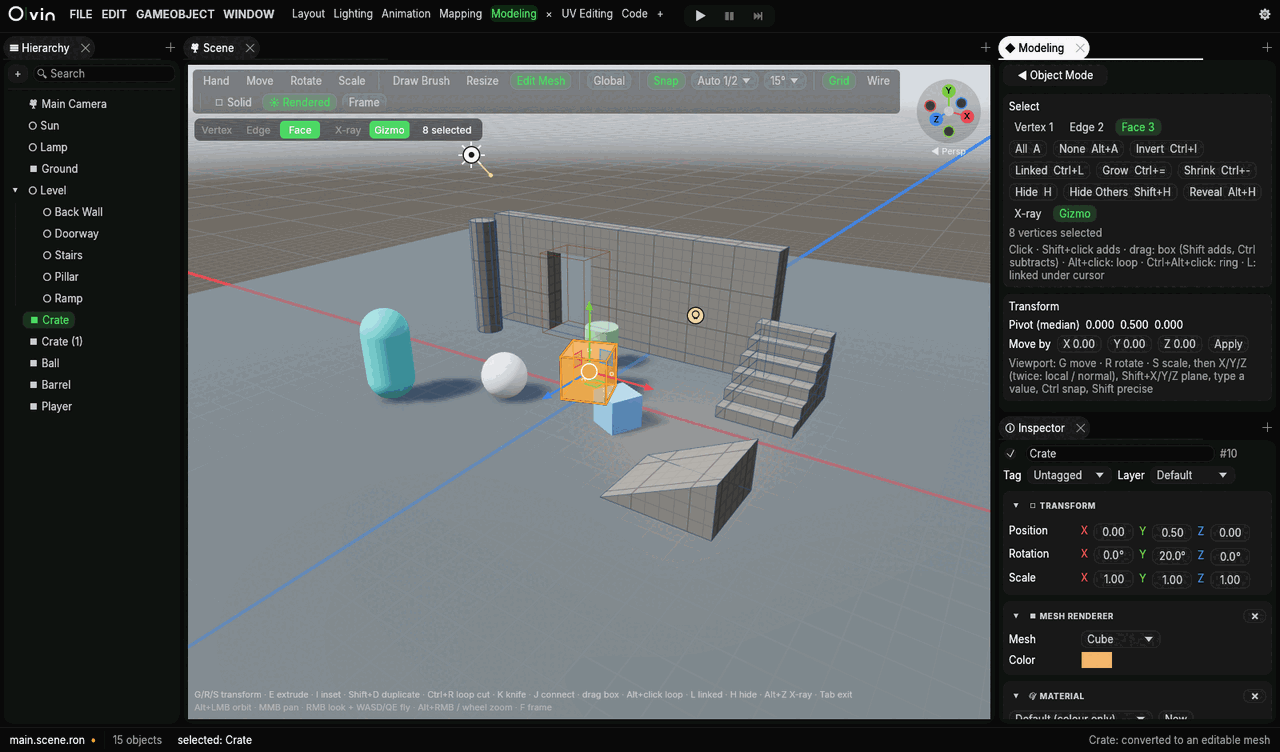 Ovin FILE EDIT GAMEOBJECT WINDOW Layout Lighting Animation Mapping Modeling × UV Editing Code +
Hierarchy
+ Search
Main Camera
Sun
Lamp
Ground
Level
Back Wall
Doorway
Stairs
Pillar
Ramp
Crate
Crate (1)
Ball
Barrel
Player
Scene
Hand Move Rotate Scale Draw Brush Resize Edit Mesh Global Snap Auto 1/2 15° Grid Wire
Solid Rendered Frame
Vertex Edge Face X-ray Gizmo 8 selected
Y
Z X
Persp
G/R/S transform · E extrude · I inset · Shift+D duplicate · Ctrl+R loop cut · K knife · J connect · drag box · Alt+click loop · L linked · H hide · Alt+Z X-ray · Tab exit
Alt+LMB orbit · MMB pan · RMB look + WASD/QE fly · Alt+RMB / wheel zoom · F frame
Modeling
Object Mode
Select
Vertex 1 Edge 2 Face 3
All A None Alt+A Invert Ctrl+I
Linked Ctrl+L Grow Ctrl+= Shrink Ctrl+-
Hide H Hide Others Shift+H Reveal Alt+H
X-ray Gizmo
8 vertices selected
Click · Shift+click adds · drag: box (Shift adds, Ctrl
subtracts) · Alt+click: loop · Ctrl+Alt+click: ring · L:
linked under cursor
Transform
Pivot (median) 0.000 0.500 0.000
Move by X 0.00 Y 0.00 Z 0.00 Apply
Viewport: G move · R rotate · S scale, then X/Y/Z
(twice: local / normal), Shift+X/Y/Z plane, type a
value, Ctrl snap, Shift precise
Inspector
Crate #10
Tag Untagged Layer Default
TRANSFORM
Position X 0.00 Y 0.50 Z 0.00
Rotation X 0.0° Y 20.0° Z 0.0°
Scale X 1.00 Y 1.00 Z 1.00
MESH RENDERER
Mesh Cube
Color
MATERIAL
Default (colour only) New
main.scene.ron 15 objects selected: Crate
Crate: converted to an editable mesh